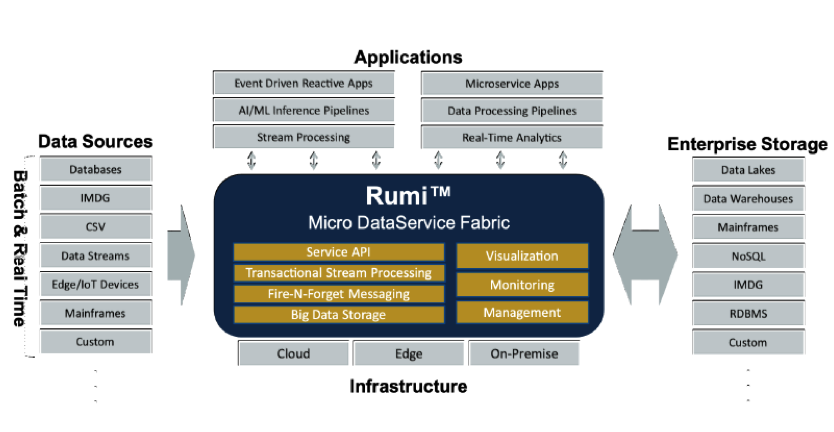 Applications
Event Driven Reactive Apps
AI/ML Inference Pipelines
Stream Processing
Microservice Apps
Data Processing Pipelines
Real-Time Analytics
Data Sources
Batch & Real Time
Databases
IMDG
CSV
Data Streams
Edge/IoT Devices
Mainframes
Custom
Rumi™
Micro DataService Fabric
Service API
Transactional Stream Processing
Fire-N-Forget Messaging
Big Data Storage
Visualization
Monitoring
Management
Enterprise Storage
Data Lakes
Data Warehouses
Mainframes
NoSQL
IMDG
RDBMS
Custom
Cloud
Edge
On-Premise
Infrastructure